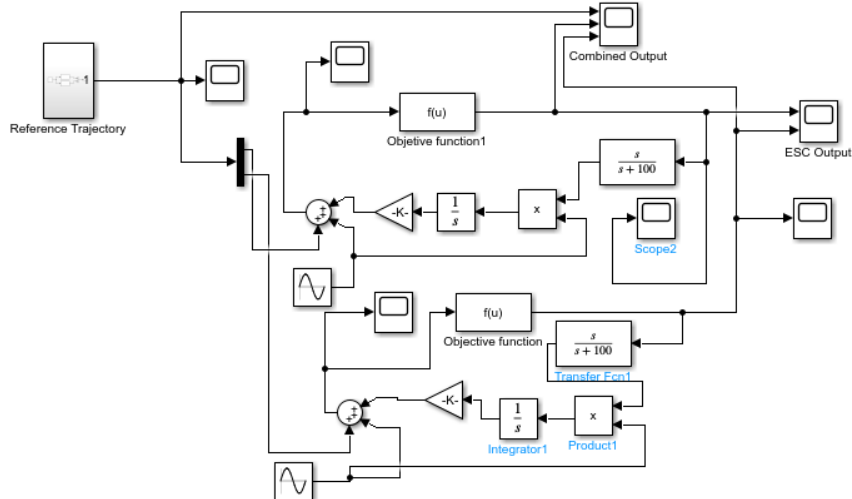 Combined Output
-1
Reference Trajectory
f(u)
Objetive function1
ESC Output
s
s + 100
-K-
1
s
x
+
+
+
Scope2
f(u)
Objective function
s
s + 100
Transfer Fcn1
-K-
1
s
x
+
+
+
Integrator1
Product1